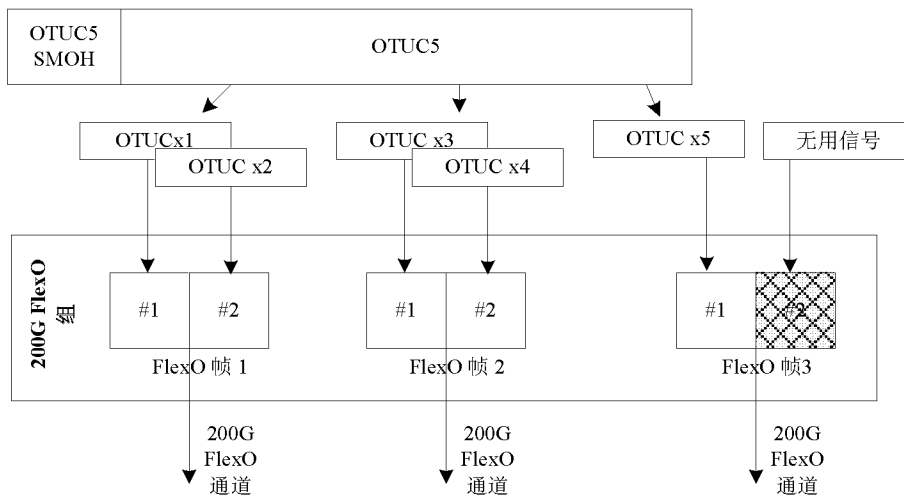 OTUC5
SMOH
OTUC5
OTUCx1
OTUC x2
OTUC x3
OTUC x4
OTUC x5
无用信号
200G FlexO
组
#1
#2
#1
#2
#1
#2
FlexO 帧 1
FlexO 帧 2
FlexO 帧3
200G
FlexO
通道
200G
FlexO
通道
200G
FlexO
通道